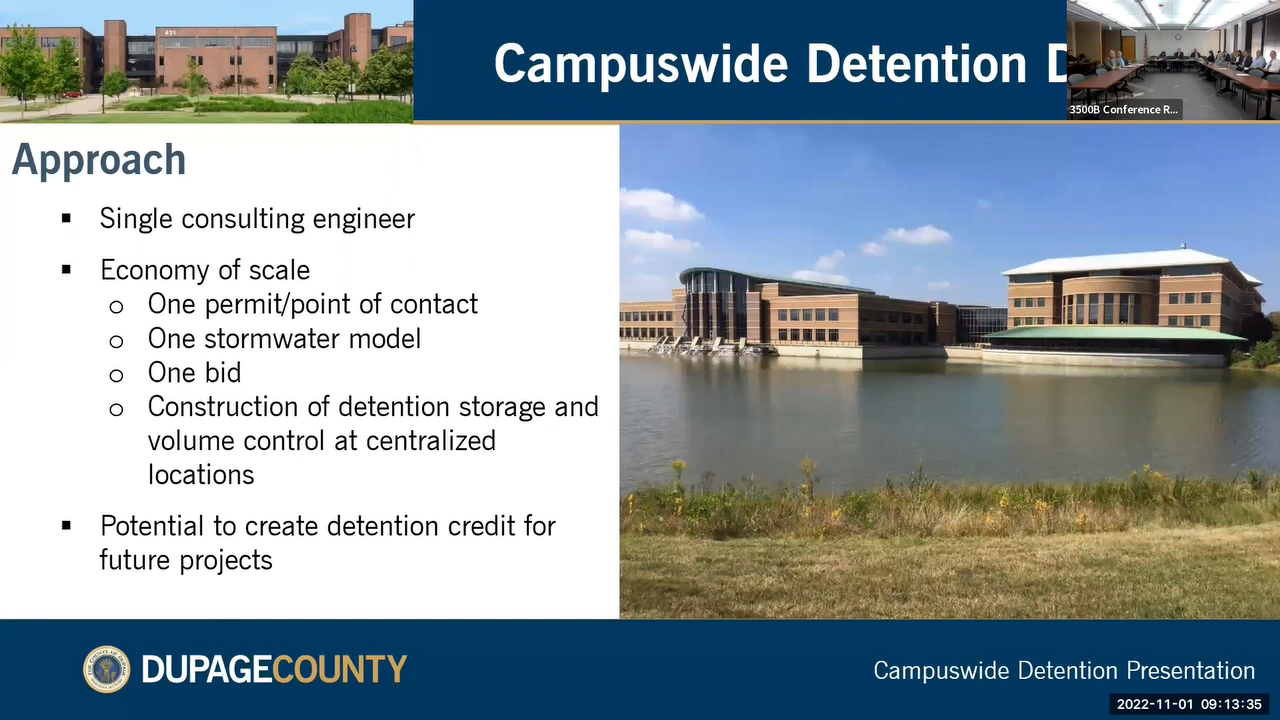 421
Campuswide Detention D
3500B Conference R...
Approach
▪ Single consulting engineer
▪ Economy of scale
o One permit/point of contact
o One stormwater model
o One bid
o Construction of detention storage and
volume control at centralized
locations
▪ Potential to create detention credit for
future projects
DUPAGECOUNTY
Campuswide Detention Presentation
2022-11-01 09:13:35